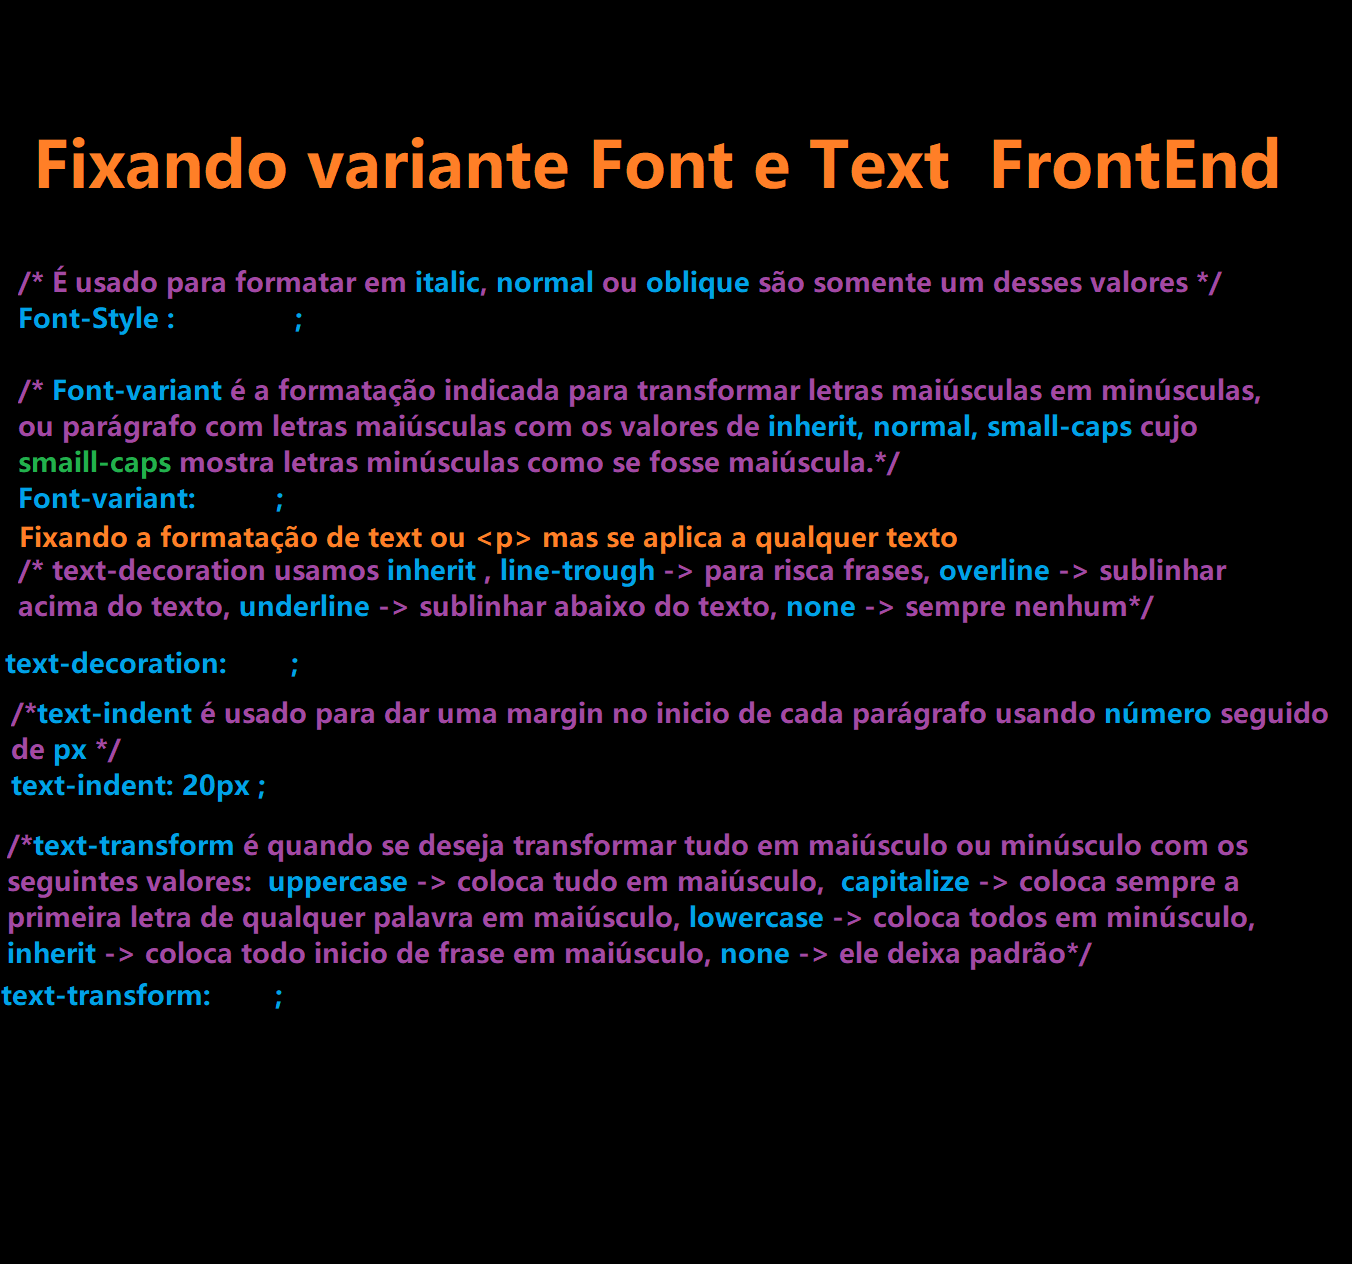 Fixando variante Font e Text  FrontEnd
/* É usado para formatar em italic, normal ou oblique são somente um desses valores */
Font-Style :               ;
/* Font-variant é a formatação indicada para transformar letras maiúsculas em minúsculas,
ou parágrafo com letras maiúsculas com os valores de inherit, normal, small-caps cujo
smaill-caps mostra letras minúsculas como se fosse maiúscula.*/
Font-variant:          ;
Fixando a formatação de text ou <p> mas se aplica a qualquer texto
/* text-decoration usamos inherit , line-trough -> para risca frases, overline -> sublinhar
acima do texto, underline -> sublinhar abaixo do texto, none -> sempre nenhum*/
text-decoration:        ;
/*text-indent é usado para dar uma margin no inicio de cada parágrafo usando número seguido
de px */
text-indent: 20px ;
/*text-transform é quando se deseja transformar tudo em maiúsculo ou minúsculo com os
seguintes valores:  uppercase -> coloca tudo em maiúsculo,  capitalize -> coloca sempre a
primeira letra de qualquer palavra em maiúsculo, lowercase -> coloca todos em minúsculo,
inherit -> coloca todo inicio de frase em maiúsculo, none -> ele deixa padrão*/
text-transform:        ;